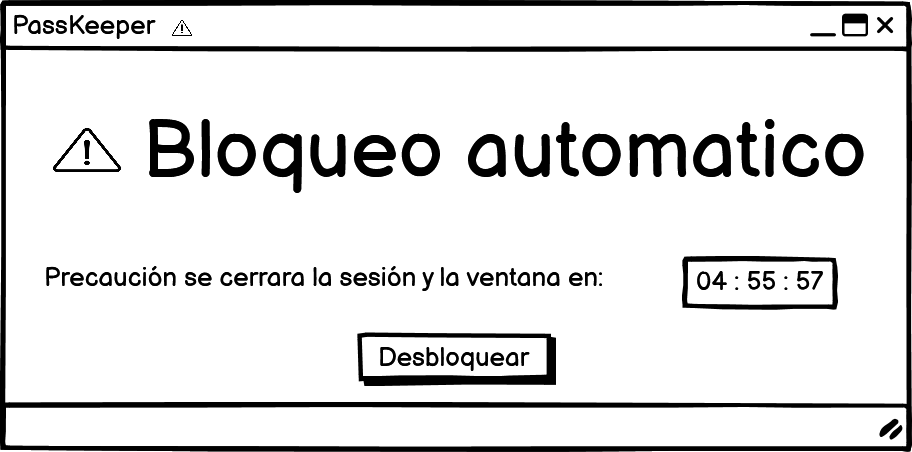 PassKeeper
Bloqueo automatico
Precaución se cerrara la sesión y la ventana en:
04 : 55 : 57
Desbloquear